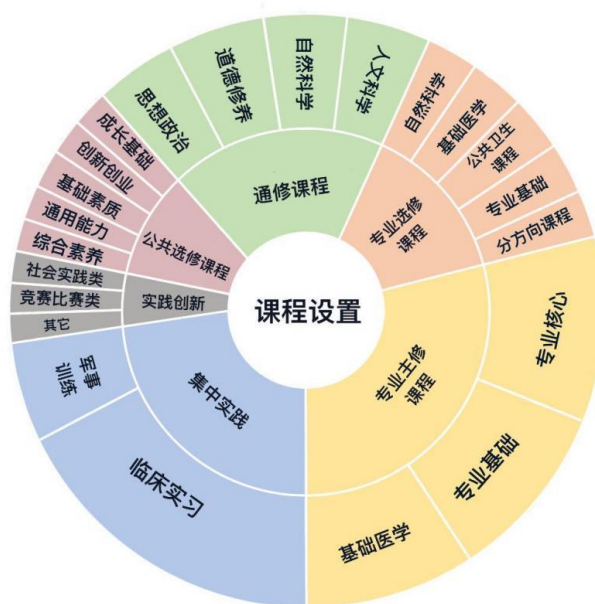 课程设置
通修课程
思想政治
道德修养
自然科学
人文科学
专业选修
课程
自然科学
基础医学
公共卫生
课程
专业基础
分方向课程
专业主修
课程
专业核心
专业基础
基础医学
集中实践
临床实习
军事
训练
实践创新
其它
竞赛比赛类
社会实践类
公共选修课程
综合素养
通用能力
基础素质
创新创业
成长基础